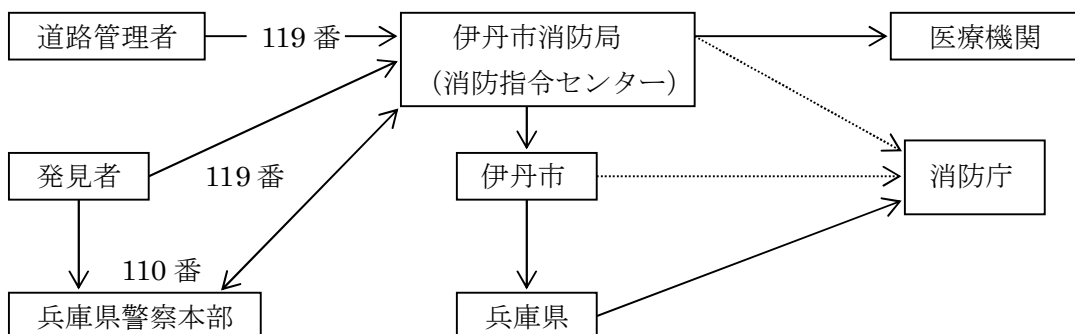 道路管理者
119 番
伊丹市消防局
（消防指令センター）
医療機関
発見者
119 番
伊丹市
消防庁
110 番
兵庫県警察本部
兵庫県